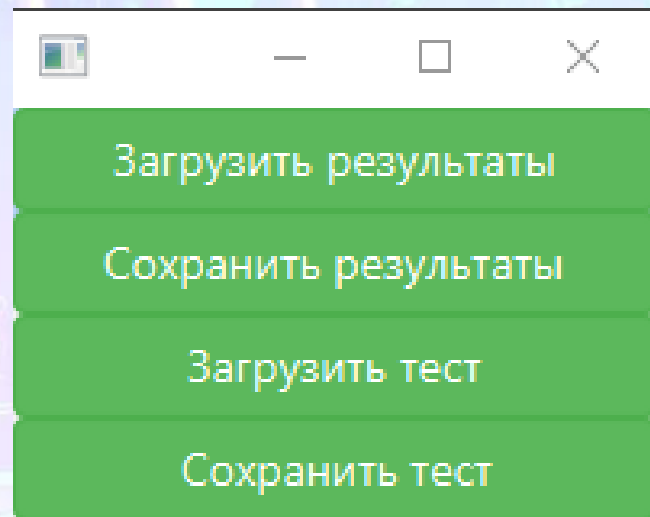 Загрузить результаты
Сохранить результаты
Загрузить тест
Сохранить тест